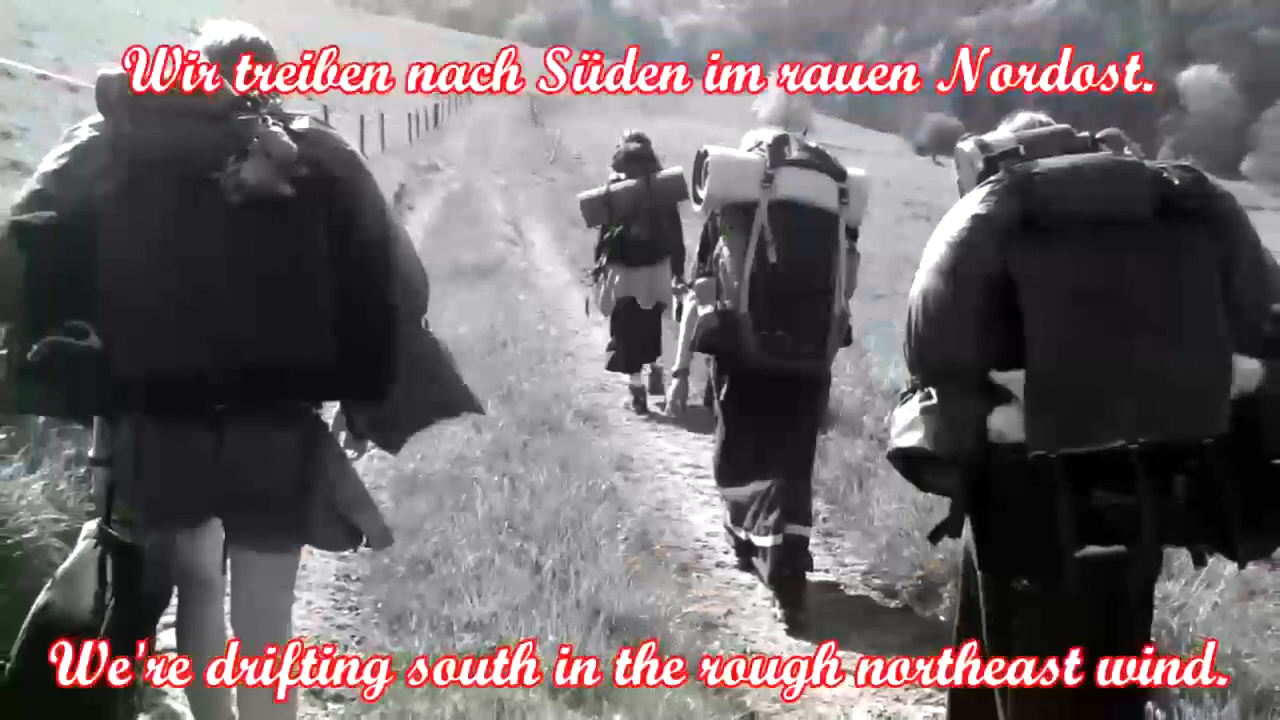 Wir treiben nach Süden im rauen Nordost.
We're drifting south in the rough northeast wind.